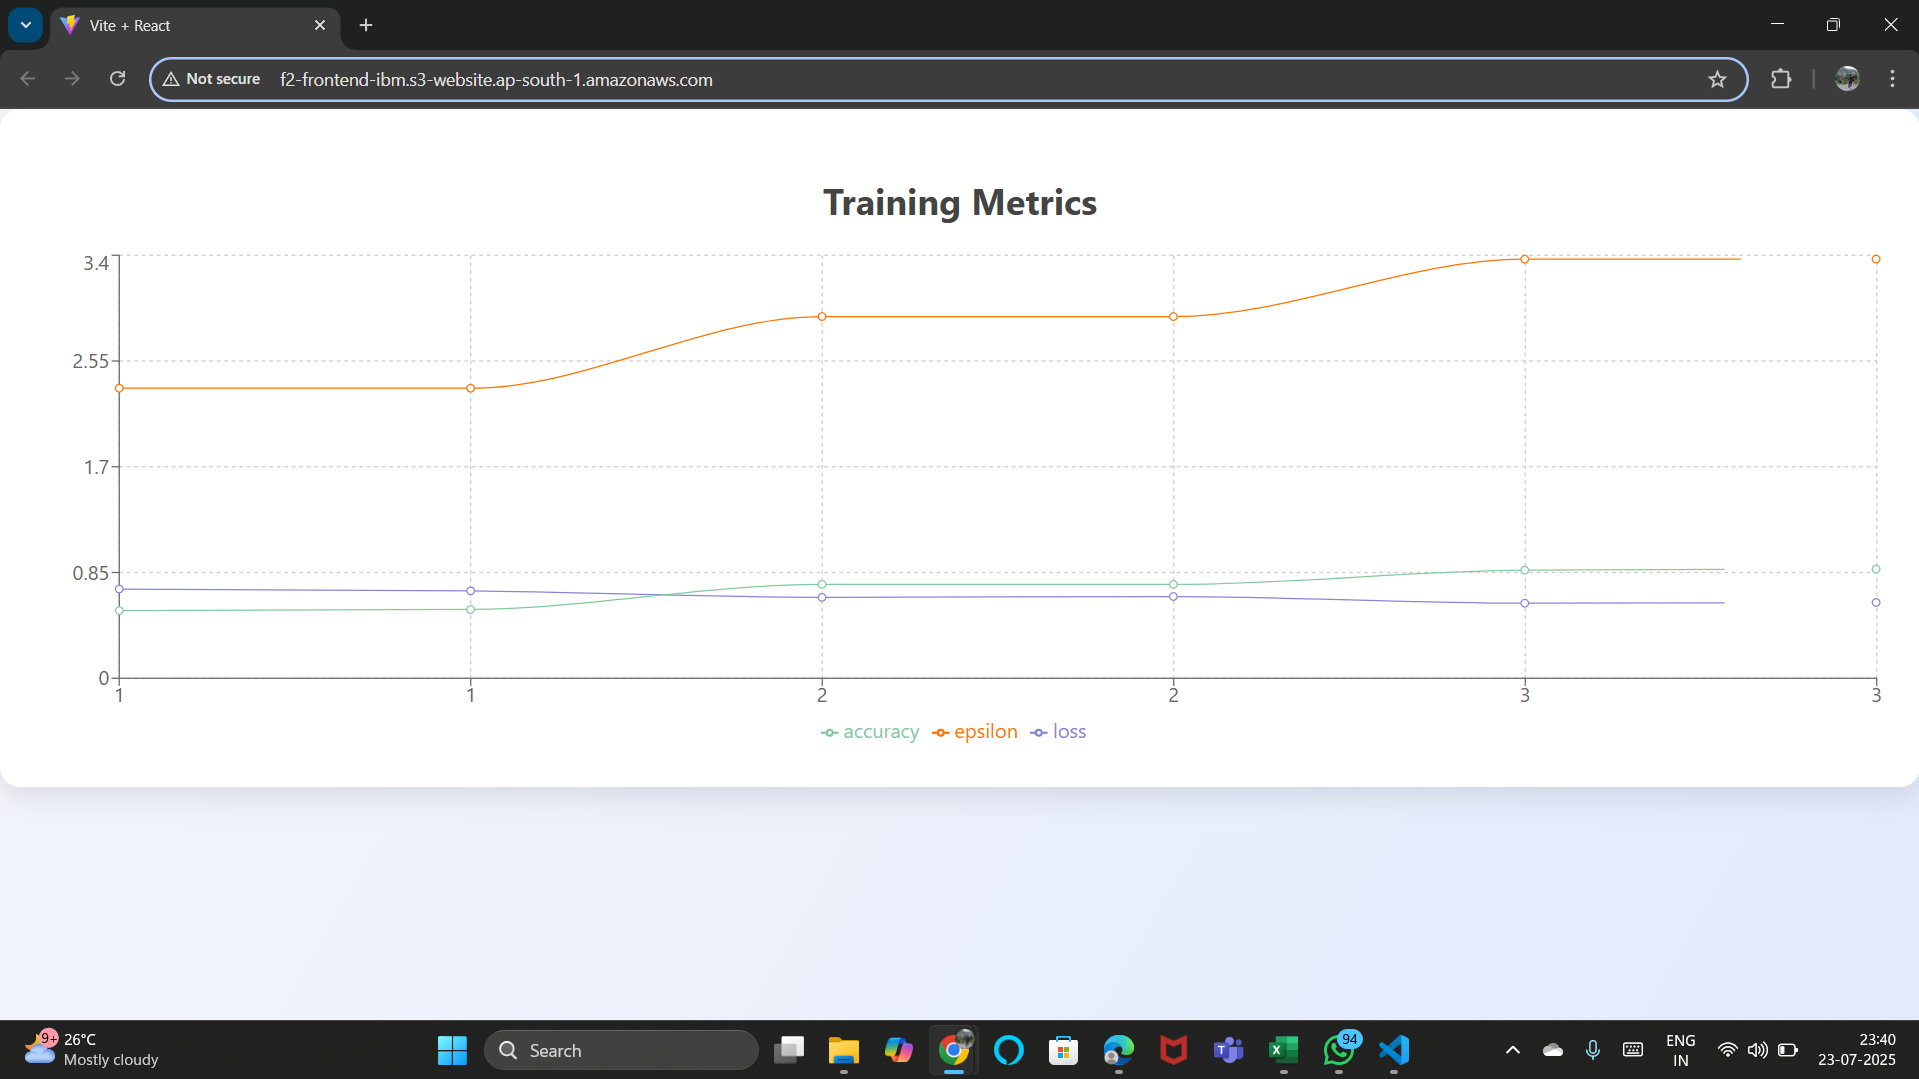 Vite + React
Not secure f2-frontend-ibm.s3-website.ap-south-1.amazonaws.com
Training Metrics
3.4
2.55
1.7
0.85
0
1 1 2 2 3 3
accuracy epsilon loss
9+
26°C
Mostly cloudy
Search
94
ENG
IN
23:40
23-07-2025